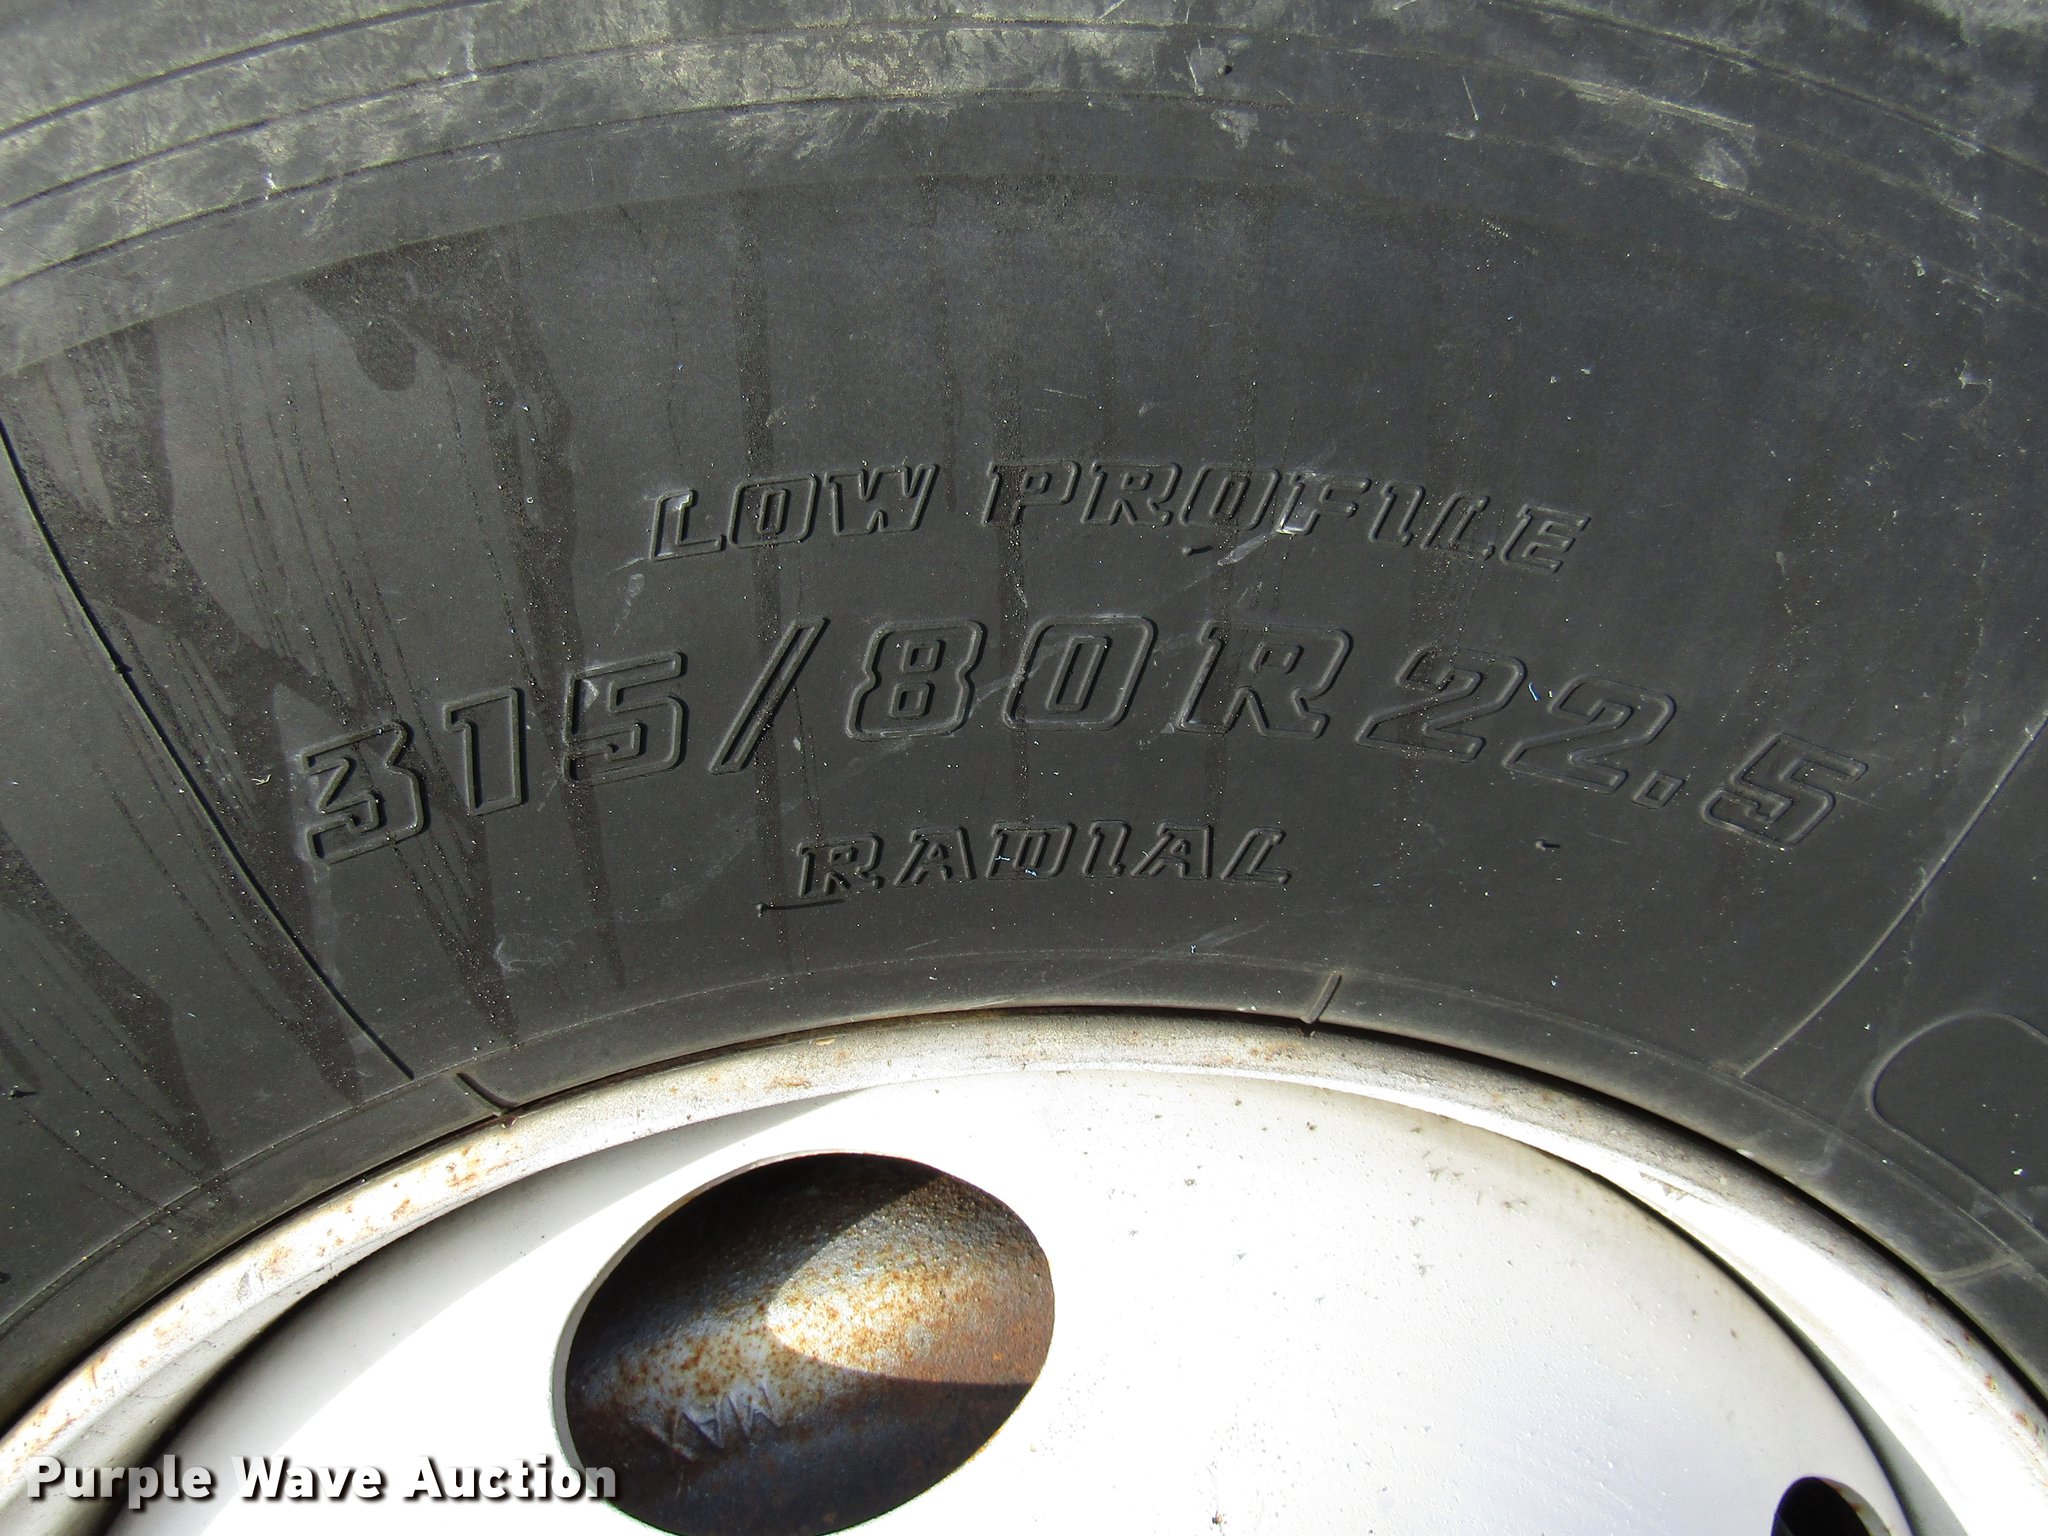 LOW PROFILE
315/80R22.5
RADIAL
Purple Wave Auction